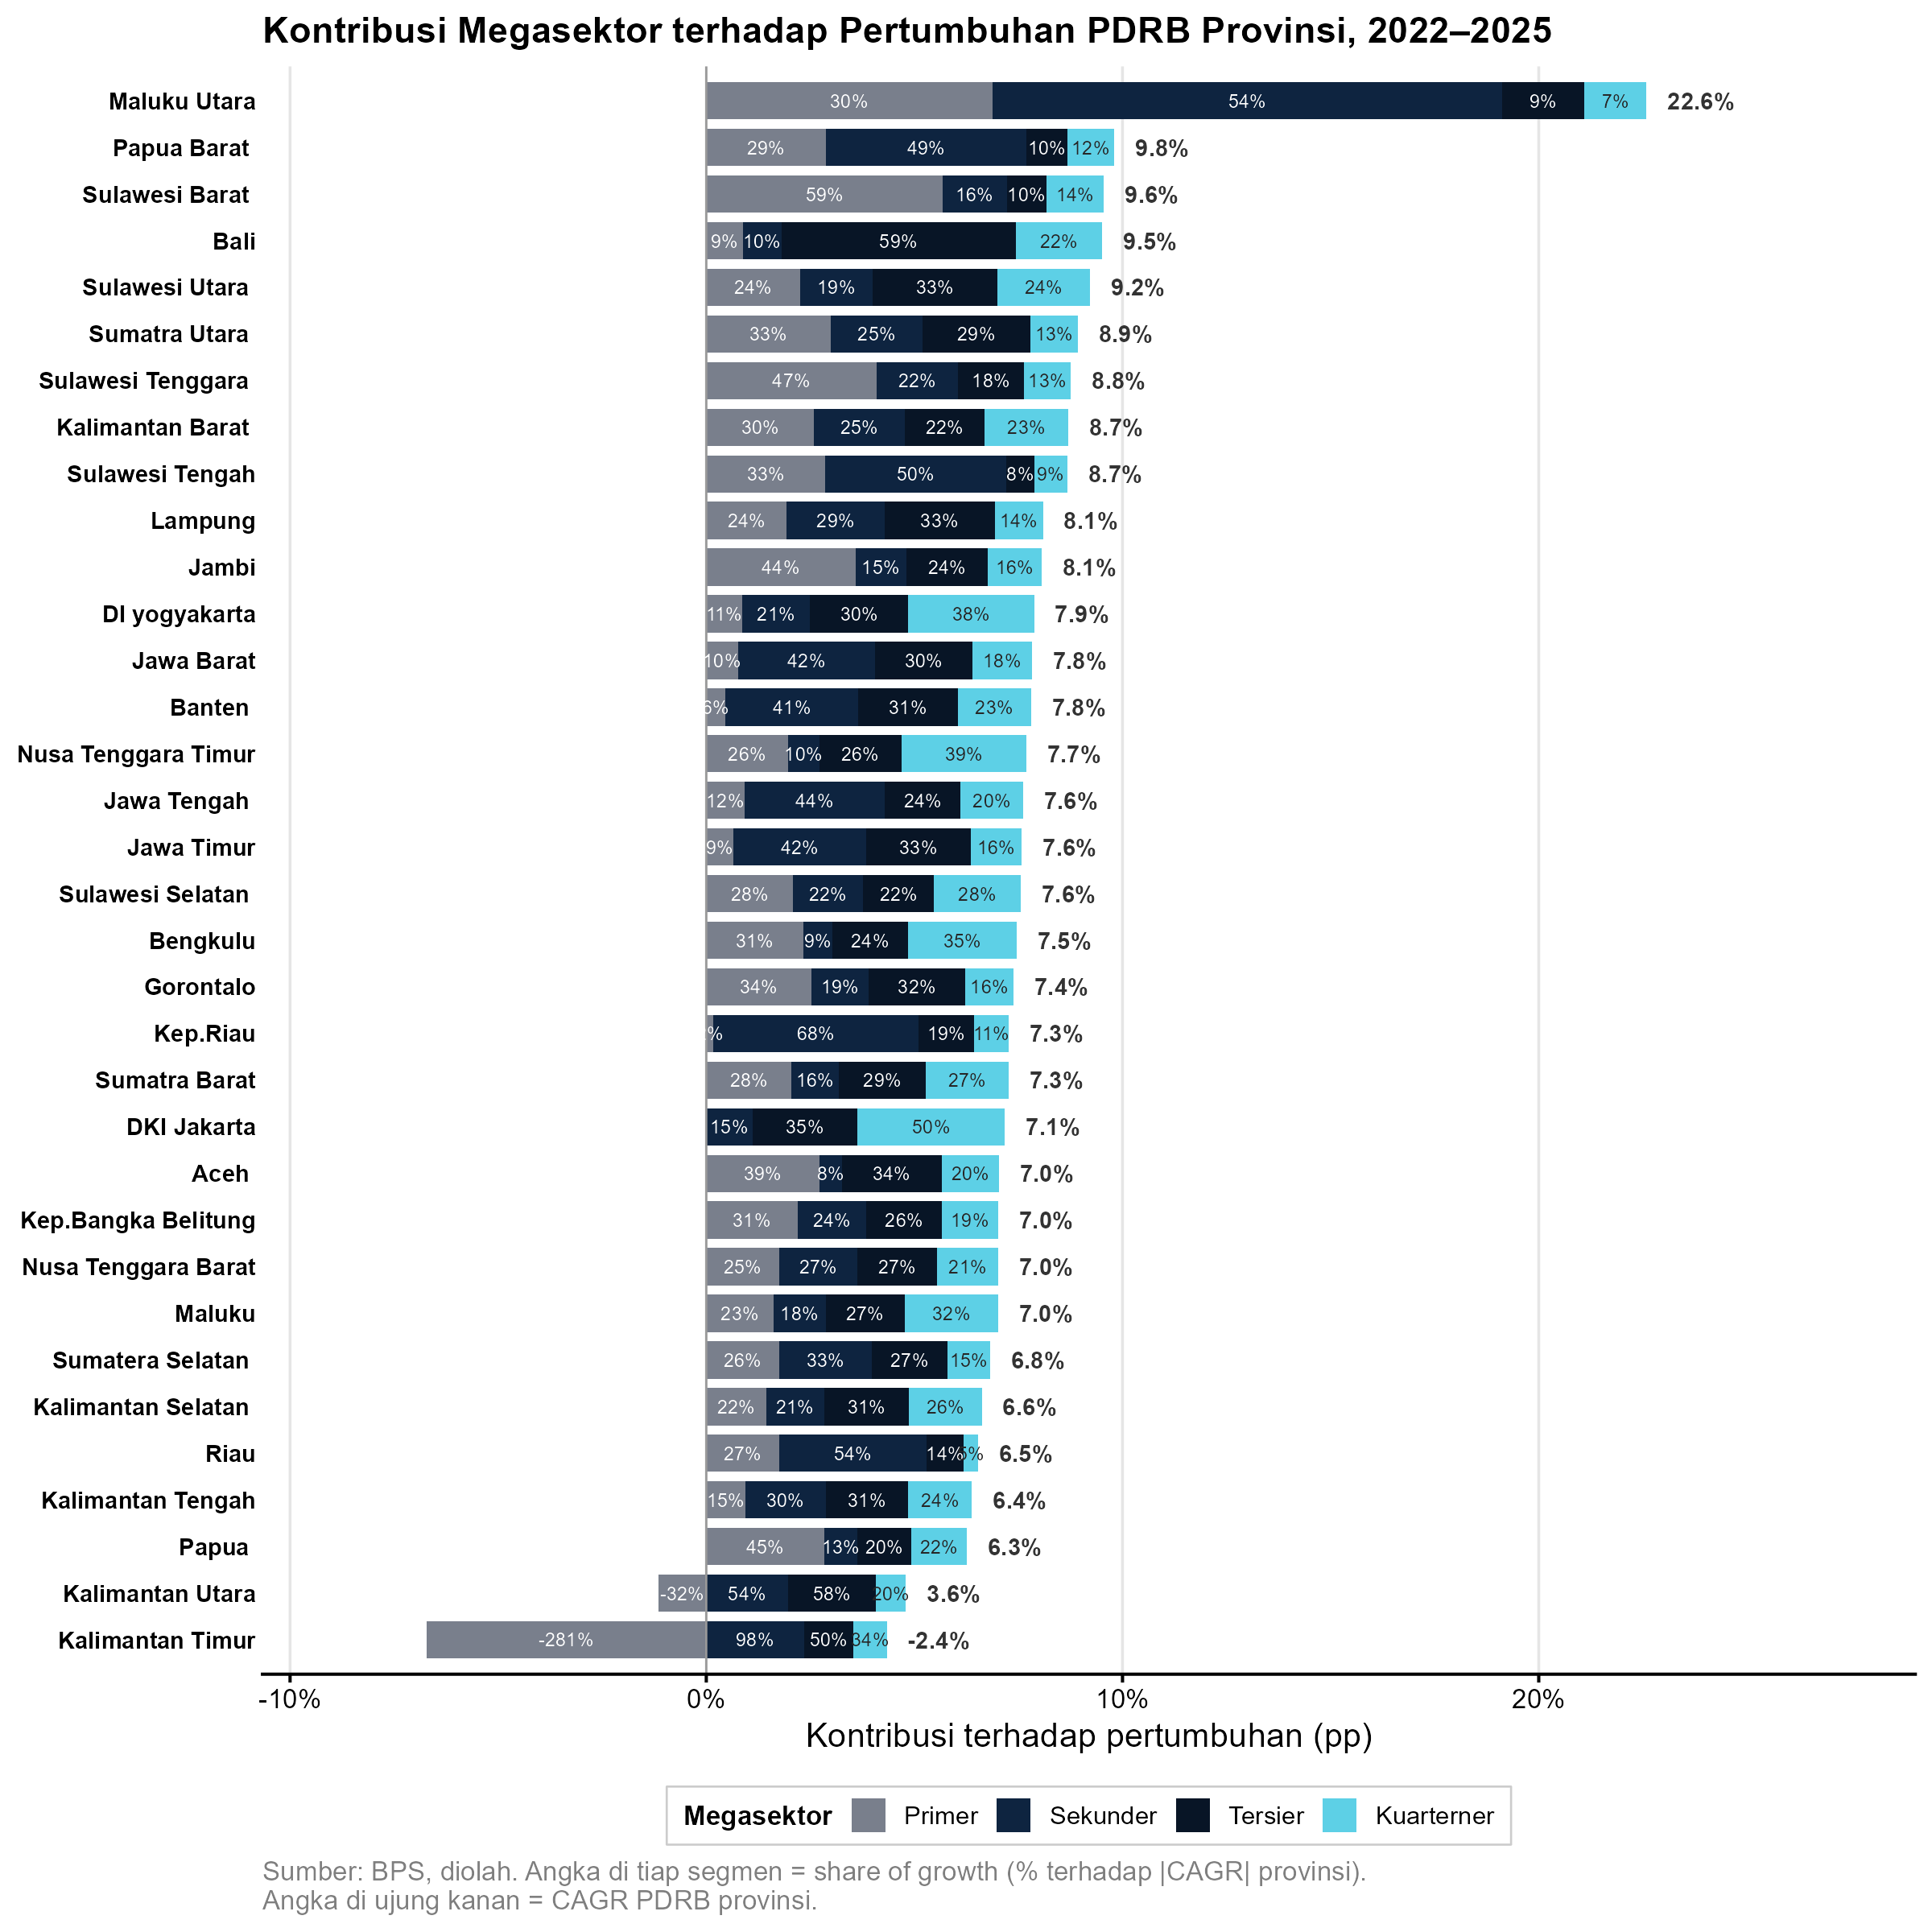 Kontribusi Megasektor terhadap Pertumbuhan PDRB Provinsi, 2022–2025
Maluku Utara 30% 54% 9% 7% 22.6%
Papua Barat 29% 49% 10% 12% 9.8%
Sulawesi Barat 59% 16% 10% 14% 9.6%
Bali 9% 10% 59% 22% 9.5%
Sulawesi Utara 24% 19% 33% 24% 9.2%
Sumatra Utara 33% 25% 29% 13% 8.9%
Sulawesi Tenggara 47% 22% 18% 13% 8.8%
Kalimantan Barat 30% 25% 22% 23% 8.7%
Sulawesi Tengah 33% 50% 8% 9% 8.7%
Lampung 24% 29% 33% 14% 8.1%
Jambi 44% 15% 24% 16% 8.1%
DI yogyakarta 11% 21% 30% 38% 7.9%
Jawa Barat 10% 42% 30% 18% 7.8%
Banten 6% 41% 31% 23% 7.8%
Nusa Tenggara Timur 26% 10% 26% 39% 7.7%
Jawa Tengah 12% 44% 24% 20% 7.6%
Jawa Timur 9% 42% 33% 16% 7.6%
Sulawesi Selatan 28% 22% 22% 28% 7.6%
Bengkulu 31% 9% 24% 35% 7.5%
Gorontalo 34% 19% 32% 16% 7.4%
Kep.Riau 68% 19% 11% 7.3%
Sumatra Barat 28% 16% 29% 27% 7.3%
DKI Jakarta 15% 35% 50% 7.1%
Aceh 39% 8% 34% 20% 7.0%
Kep.Bangka Belitung 31% 24% 26% 19% 7.0%
Nusa Tenggara Barat 25% 27% 27% 21% 7.0%
Maluku 23% 18% 27% 32% 7.0%
Sumatera Selatan 26% 33% 27% 15% 6.8%
Kalimantan Selatan 22% 21% 31% 26% 6.6%
Riau 27% 54% 14% 6.5%
Kalimantan Tengah 15% 30% 31% 24% 6.4%
Papua 45% 13% 20% 22% 6.3%
Kalimantan Utara -32% 54% 58% 20% 3.6%
Kalimantan Timur -281% 98% 50% 34% -2.4%
-10% 0% 10% 20%
Kontribusi terhadap pertumbuhan (pp)
Megasektor Primer Sekunder Tersier Kuarterner
Sumber: BPS, diolah. Angka di tiap segmen = share of growth (% terhadap |CAGR| provinsi).
Angka di ujung kanan = CAGR PDRB provinsi.